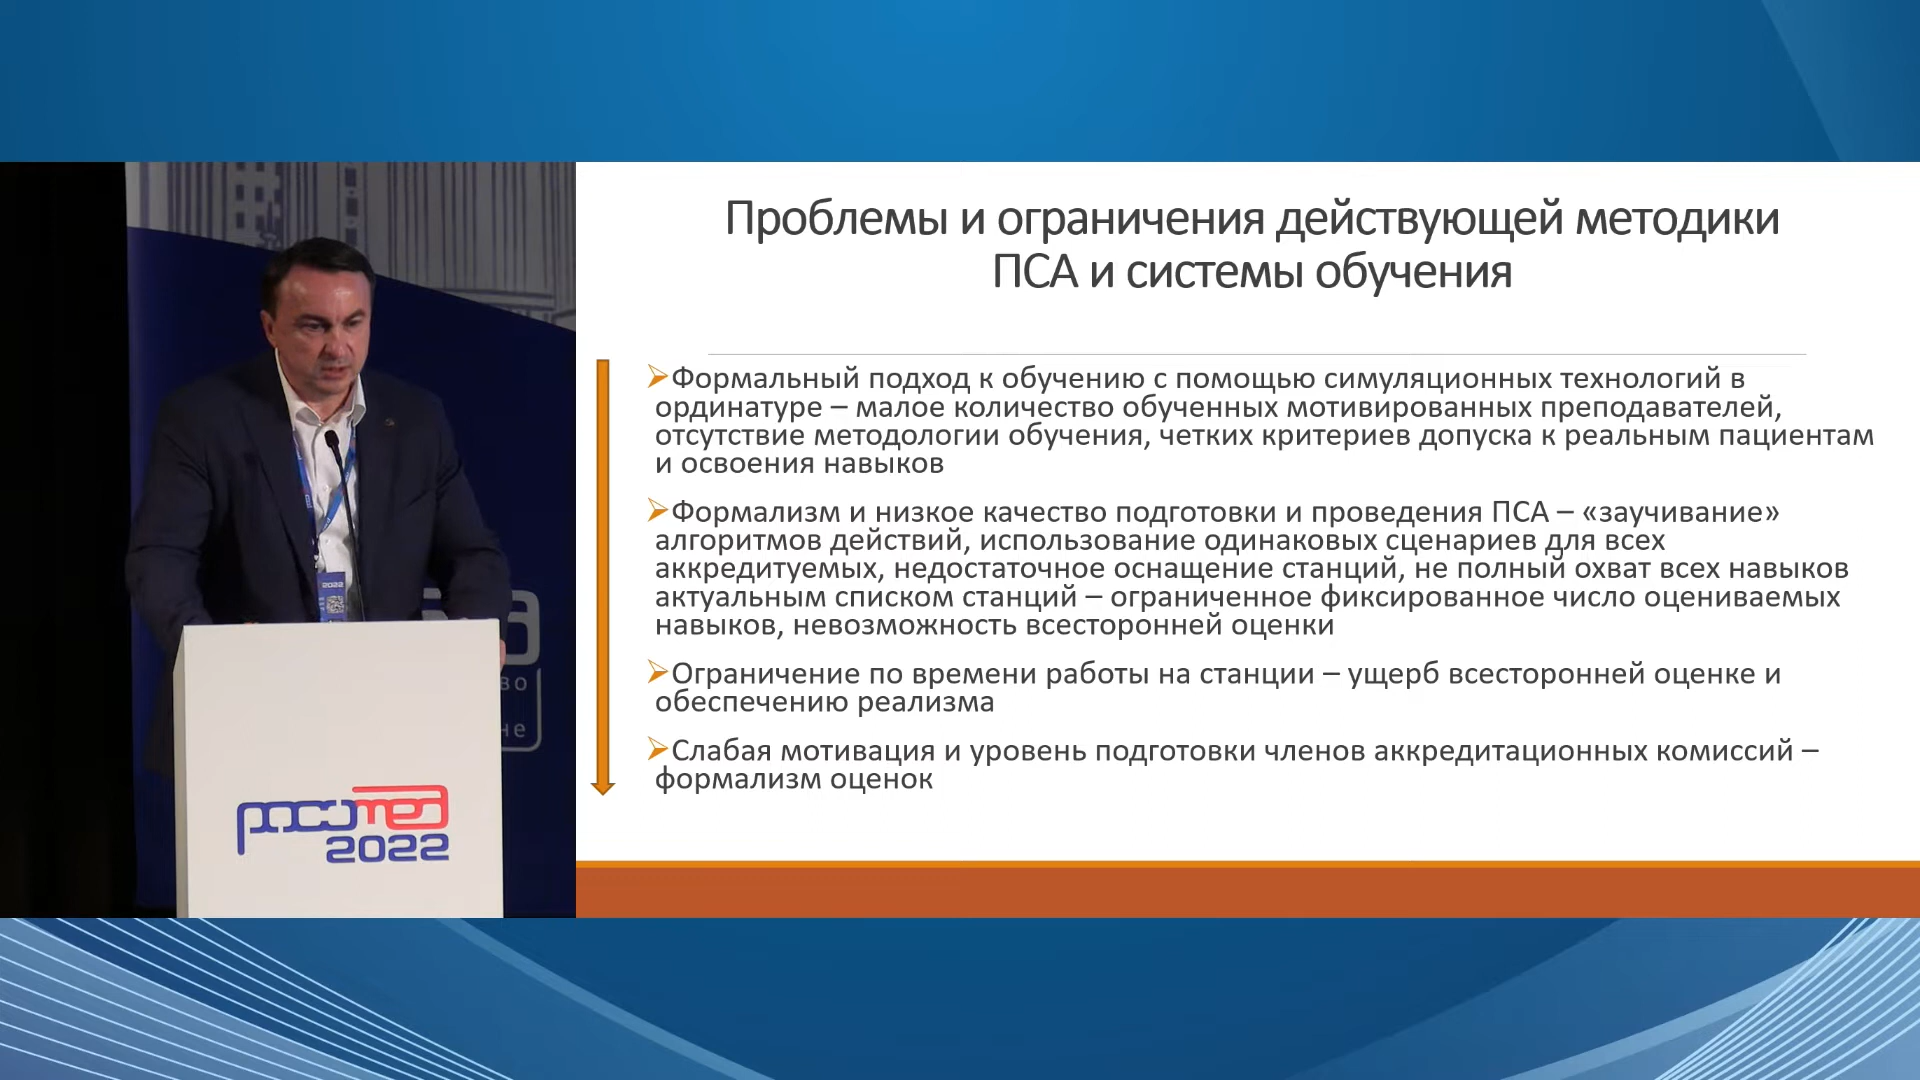 Проблемы и ограничения действующей методики
ПСА и системы обучения
Формальный подход к обучению с помощью симуляционных технологий в
ординатуре – малое количество обученных мотивированных преподавателей,
отсутствие методологии обучения, четких критериев допуска к реальным пациентам
и освоения навыков
Формализм и низкое качество подготовки и проведения ПСА – «заучивание»
алгоритмов действий, использование одинаковых сценариев для всех
аккредитуемых, недостаточное оснащение станций, не полный охват всех навыков
актуальным списком станций – ограниченное фиксированное число оцениваемых
навыков, невозможность всесторонней оценки
Ограничение по времени работы на станции – ущерб всесторонней оценке и
обеспечению реализма
Слабая мотивация и уровень подготовки членов аккредитационных комиссий –
формализм оценок
2022
во
не
росомед
2022